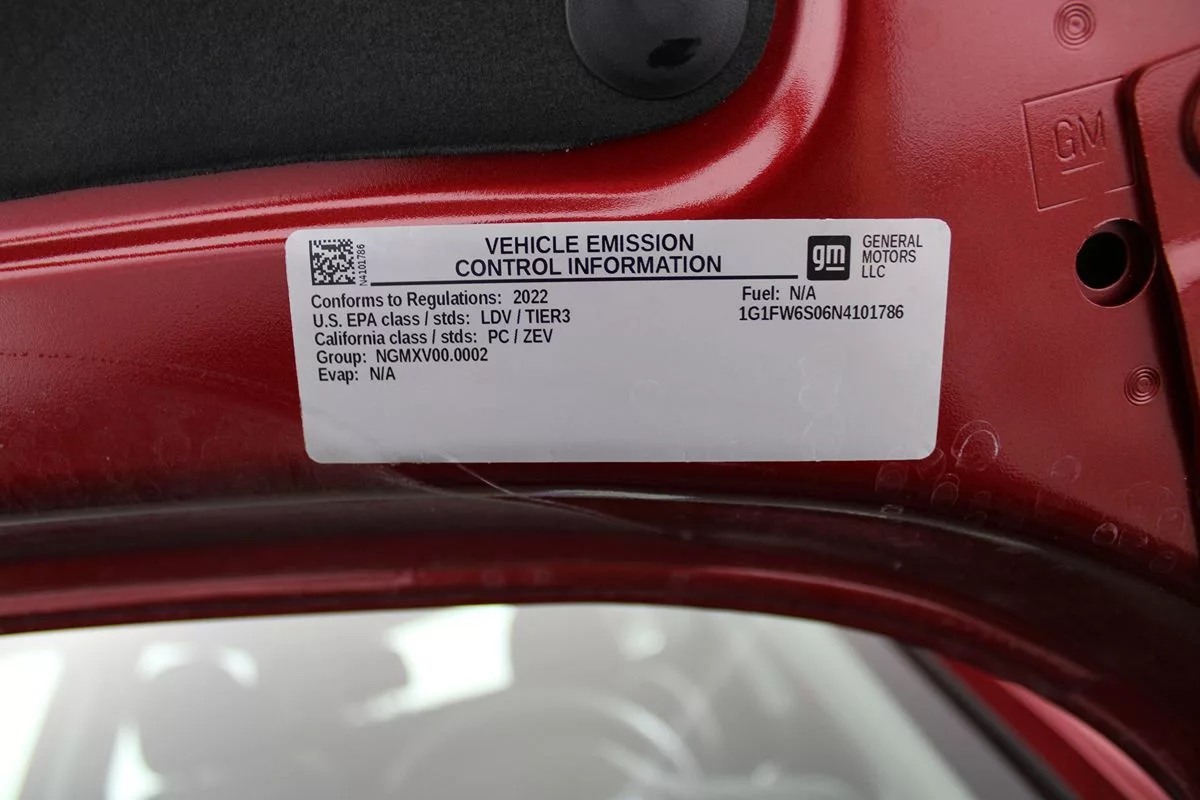 GM
N4101786
VEHICLE EMISSION
CONTROL INFORMATION
gm
GENERAL
MOTORS
LLC
Conforms to Regulations: 2022
U.S. EPA class / stds: LDV / TIER3
California class / stds: PC / ZEV
Group: NGMXV00.0002
Evap: N/A
Fuel: N/A
1G1FW6S06N4101786